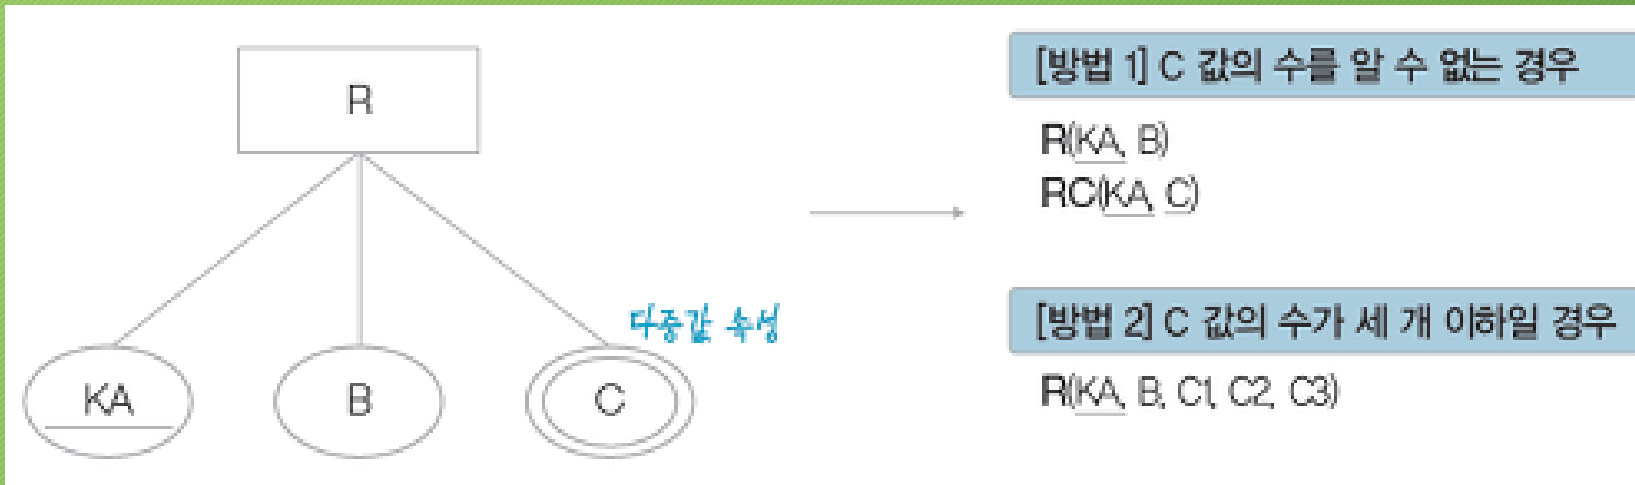 R
KA
B
C
다중값 속성
[방법 1] C 값의 수를 알 수 없는 경우
R(KA, B)
RC(KA, C)
[방법 2] C 값의 수가 세 개 이하일 경우
R(KA, B, C1, C2, C3)